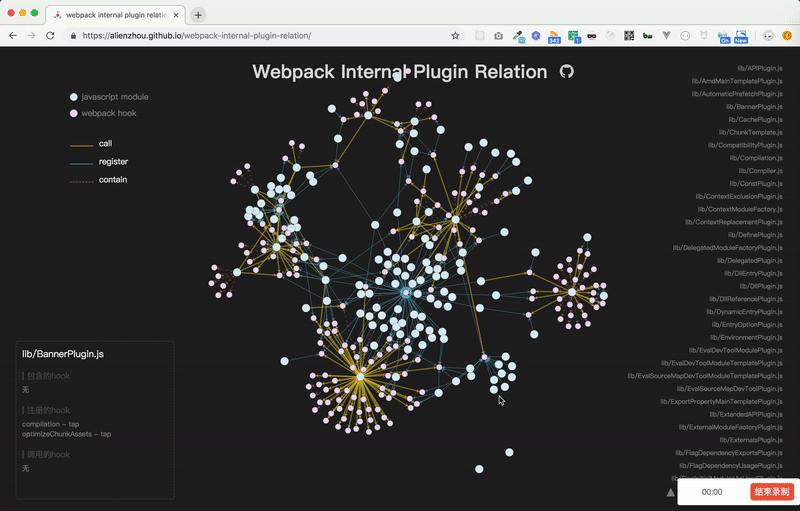 webpack internal plugin relatio
https://alienzhou.github.io/webpack-internal-plugin-relation/
343
1
On
New
Webpack Internal Plugin Relation
javascript module
webpack hook
call
register
contain
lib/APIPlugin.js
lib/AmdMainTemplatePlugin.js
lib/AutomaticPrefetchPlugin.js
lib/BannerPlugin.js
lib/CachePlugin.js
lib/ChunkTemplate.js
lib/CompatibilityPlugin.js
lib/Compilation.js
lib/Compiler.js
lib/ConstPlugin.js
lib/ContextExclusionPlugin.js
lib/ContextModuleFactory.js
lib/ContextReplacementPlugin.js
lib/DefinePlugin.js
lib/DelegatedModuleFactoryPlugin.js
lib/DelegatedPlugin.js
lib/DllEntryPlugin.js
lib/DllPlugin.js
lib/DllReferencePlugin.js
lib/DynamicEntryPlugin.js
lib/EntryOptionPlugin.js
lib/EnvironmentPlugin.js
lib/EvalDevToolModulePlugin.js
lib/EvalDevToolModuleTemplatePlugin.js
lib/EvalSourceMapDevToolModuleTemplatePlugin.js
lib/EvalSourceMapDevToolPlugin.js
lib/ExportPropertyMainTemplatePlugin.js
lib/ExtendedAPIPlugin.js
lib/ExternalModuleFactoryPlugin.js
lib/ExternalsPlugin.js
lib/FlagDependencyExportsPlugin.js
lib/FlagDependencyUsagePlugin.js
lib/BannerPlugin.js
包含的hook
无
注册的hook
compilation - tap
optimizeChunkAssets - tap
调用的hook
无
00:00
结束录制